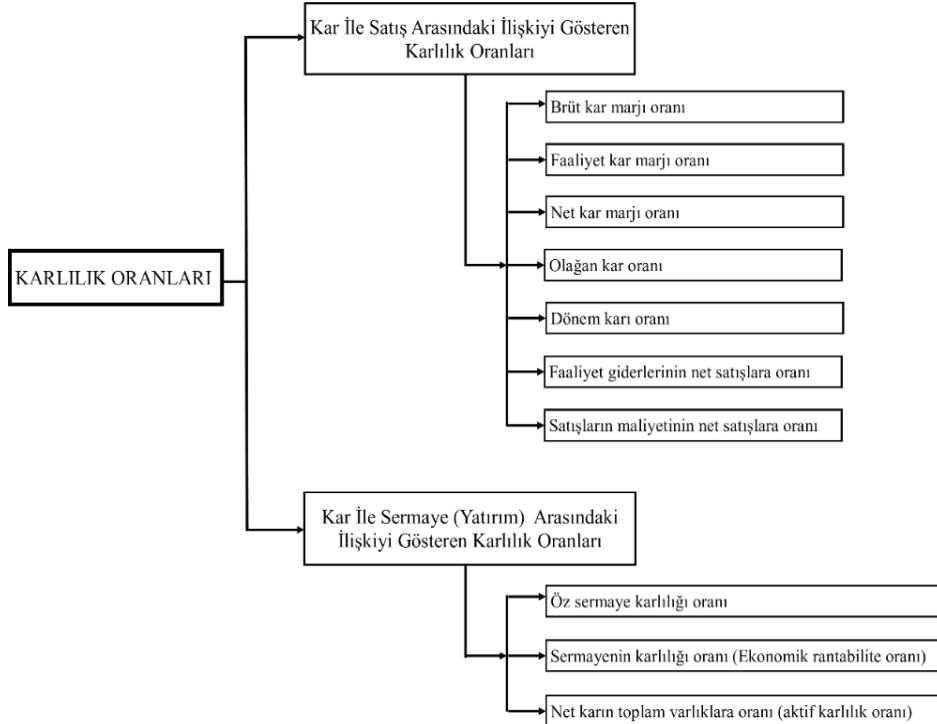 Kar İle Satış Arasındaki İlişkiyi Gösteren
Karlılık Oranları
Brüt kar marjı oranı
Faaliyet kar marjı oranı
Net kar marjı oranı
KARLILIK ORANLARI
Olağan kar oranı
Dönem karı oranı
Faaliyet giderlerinin net satışlara oranı
Satışların maliyetinin net satışlara oranı
Kar İle Sermaye (Yatırım) Arasındaki
İlişkiyi Gösteren Karlılık Oranları
Öz sermaye karlılığı oranı
Sermayenin karlılığı oranı (Ekonomik rantabilite oranı)
Net karın toplam varlıklara oranı (aktif karlılık oranı)